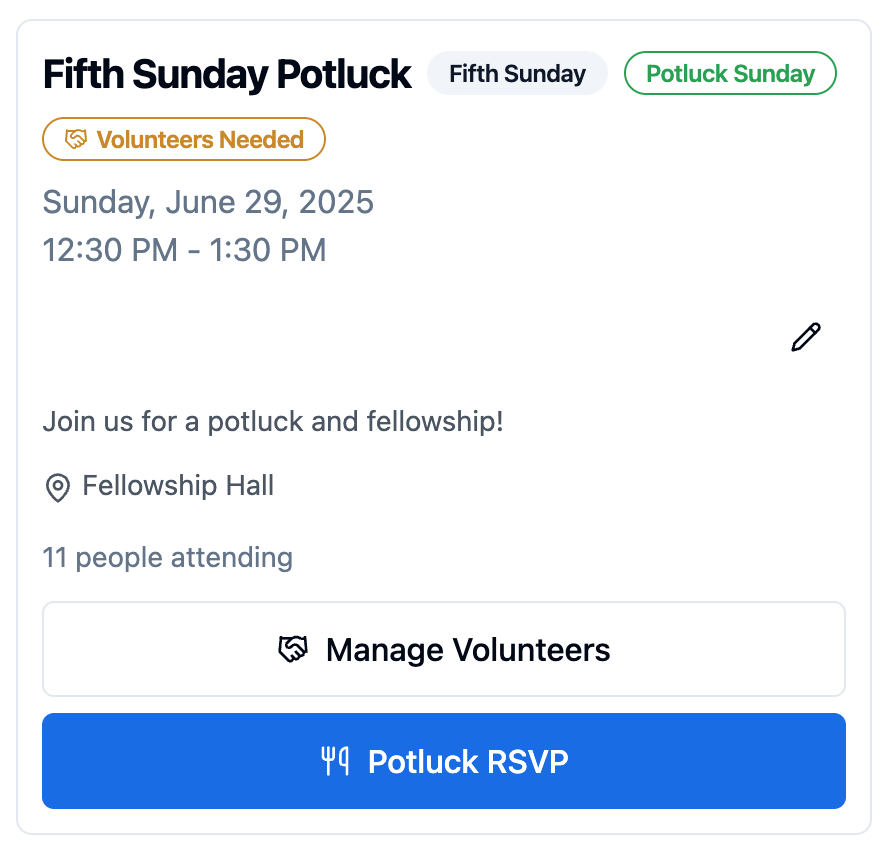 Fifth Sunday Potluck Fifth Sunday Potluck Sunday
Volunteers Needed
Sunday, June 29, 2025
12:30 PM - 1:30 PM
Join us for a potluck and fellowship!
Fellowship Hall
11 people attending
Manage Volunteers
Potluck RSVP